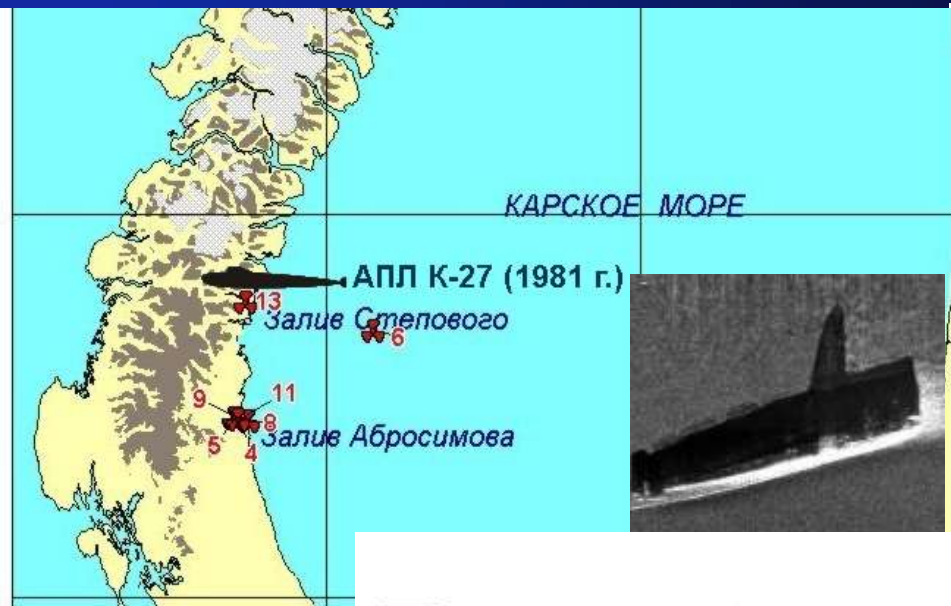 КАРСКОЕ МОРЕ
АПЛ К-27 (1981 г.)
13
Залив Степового
6
9
11
8
Залив Абросимова
5
4